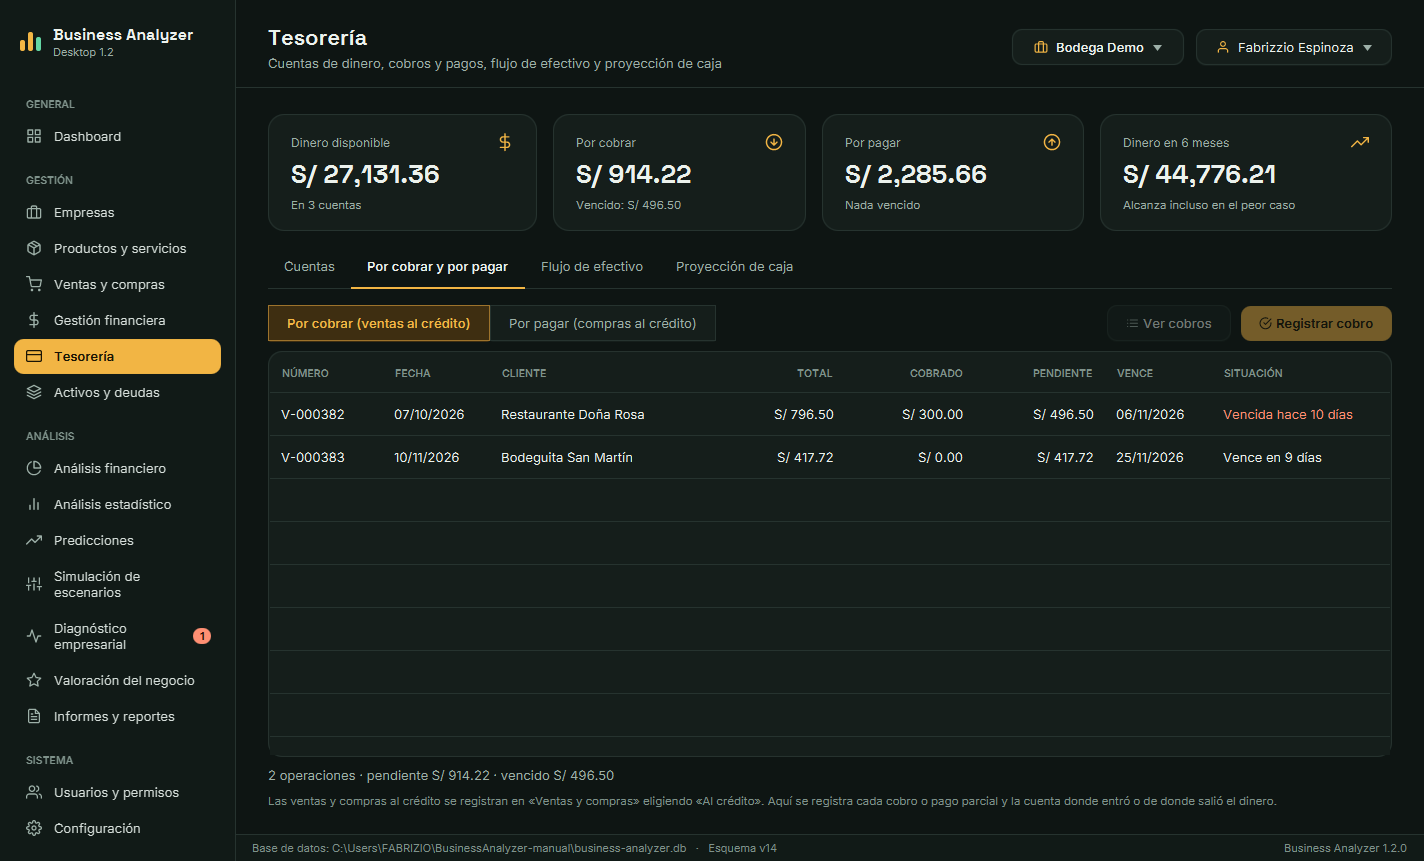 Business Analyzer
Desktop 1.2
GENERAL
Dashboard
GESTIÓN
Empresas
Productos y servicios
Ventas y compras
Gestión financiera
Tesorería
Activos y deudas
ANÁLISIS
Análisis financiero
Análisis estadístico
Predicciones
Simulación de
escenarios
Diagnóstico
empresarial
1
Valoración del negocio
Informes y reportes
SISTEMA
Usuarios y permisos
Configuración
Tesorería
Cuentas de dinero, cobros y pagos, flujo de efectivo y proyección de caja
Bodega Demo
Fabrizzio Espinoza
Dinero disponible
S/ 27,131.36
En 3 cuentas
Por cobrar
S/ 914.22
Vencido: S/ 496.50
Por pagar
S/ 2,285.66
Nada vencido
Dinero en 6 meses
S/ 44,776.21
Alcanza incluso en el peor caso
Cuentas Por cobrar y por pagar Flujo de efectivo Proyección de caja
Por cobrar (ventas al crédito) Por pagar (compras al crédito) Ver cobros Registrar cobro
NÚMERO FECHA CLIENTE TOTAL COBRADO PENDIENTE VENCE SITUACIÓN
V-000382 07/10/2026 Restaurante Doña Rosa S/ 796.50 S/ 300.00 S/ 496.50 06/11/2026 Vencida hace 10 días
V-000383 10/11/2026 Bodeguita San Martín S/ 417.72 S/ 0.00 S/ 417.72 25/11/2026 Vence en 9 días
2 operaciones · pendiente S/ 914.22 · vencido S/ 496.50
Las ventas y compras al crédito se registran en «Ventas y compras» eligiendo «Al crédito». Aquí se registra cada cobro o pago parcial y la cuenta donde entró o de donde salió el dinero.
Base de datos: C:\Users\FABRIZIO\BusinessAnalyzer-manual\business-analyzer.db · Esquema v14
Business Analyzer 1.2.0